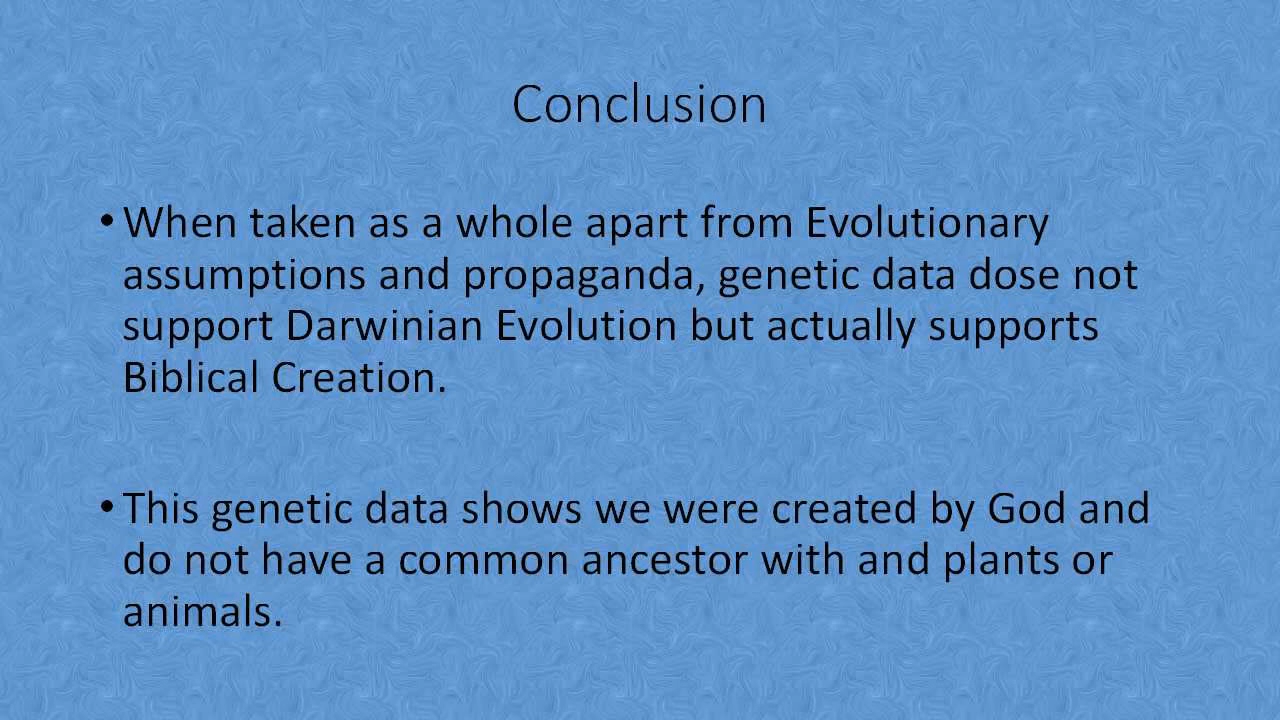 Conclusion
• When taken as a whole apart from Evolutionary
assumptions and propaganda, genetic data dose not
support Darwinian Evolution but actually supports
Biblical Creation.
• This genetic data shows we were created by God and
do not have a common ancestor with and plants or
animals.